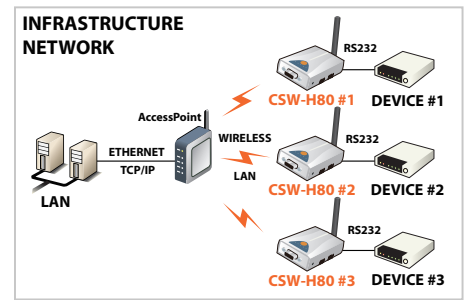 INFRASTRUCTURE
NETWORK
RS232
CSW-H80 #1 DEVICE #1
AccessPoint
ETHERNET
TCP/IP
WIRELESS
LAN
RS232
CSW-H80 #2 DEVICE #2
LAN
RS232
CSW-H80 #3 DEVICE #3